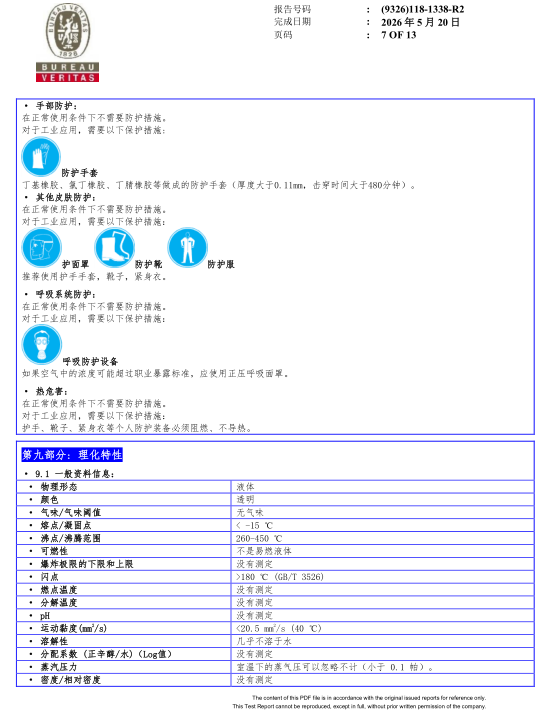 BUREAU VERITAS
1828
BUREAU
VERITAS
报告号码 : (9326)118-1338-R2
完成日期 : 2026 年 5 月 20 日
页码 : 7 OF 13
• 手部防护:
在正常使用条件下不需要防护措施。
对于工业应用, 需要以下保护措施:
防护手套
丁基橡胶、氯丁橡胶、丁腈橡胶等做成的防护手套（厚度大于0.11mm, 击穿时间大于480分钟）。
• 其他皮肤防护:
在正常使用条件下不需要防护措施。
对于工业应用, 需要以下保护措施:
护面罩 防护靴 防护服
推荐使用护手手套, 靴子, 紧身衣。
• 呼吸系统防护:
在正常使用条件下不需要防护措施。
对于工业应用, 需要以下保护措施:
呼吸防护设备
如果空气中的浓度可能超过职业暴露标准, 应使用正压呼吸面罩。
• 热危害:
在正常使用条件下不需要防护措施。
对于工业应用, 需要以下保护措施:
护手、靴子、紧身衣等个人防护装备必须阻燃、不导热。
第九部分: 理化特性
• 9.1 一般资料信息:
• 物理形态 液体
• 颜色 透明
• 气味/气味阈值 无气味
• 熔点/凝固点 < -15 ℃
• 沸点/沸腾范围 260-450 ℃
• 可燃性 不是易燃液体
• 爆炸极限的下限和上限 没有测定
• 闪点 >180 ℃ (GB/T 3526)
• 燃点温度 没有测定
• 分解温度 没有测定
• pH 没有测定
• 运动黏度(mm²/s) <20.5 mm²/s (40 ℃)
• 溶解性 几乎不溶于水
• 分配系数 (正辛醇/水)（Log值） 没有测定
• 蒸汽压力 室温下的蒸气压可以忽略不计（小于 0.1 帕）。
• 密度/相对密度 没有测定
The content of this PDF file is in accordance with the original issued reports for reference only.
This Test Report cannot be reproduced, except in full, without prior written permission of the company.